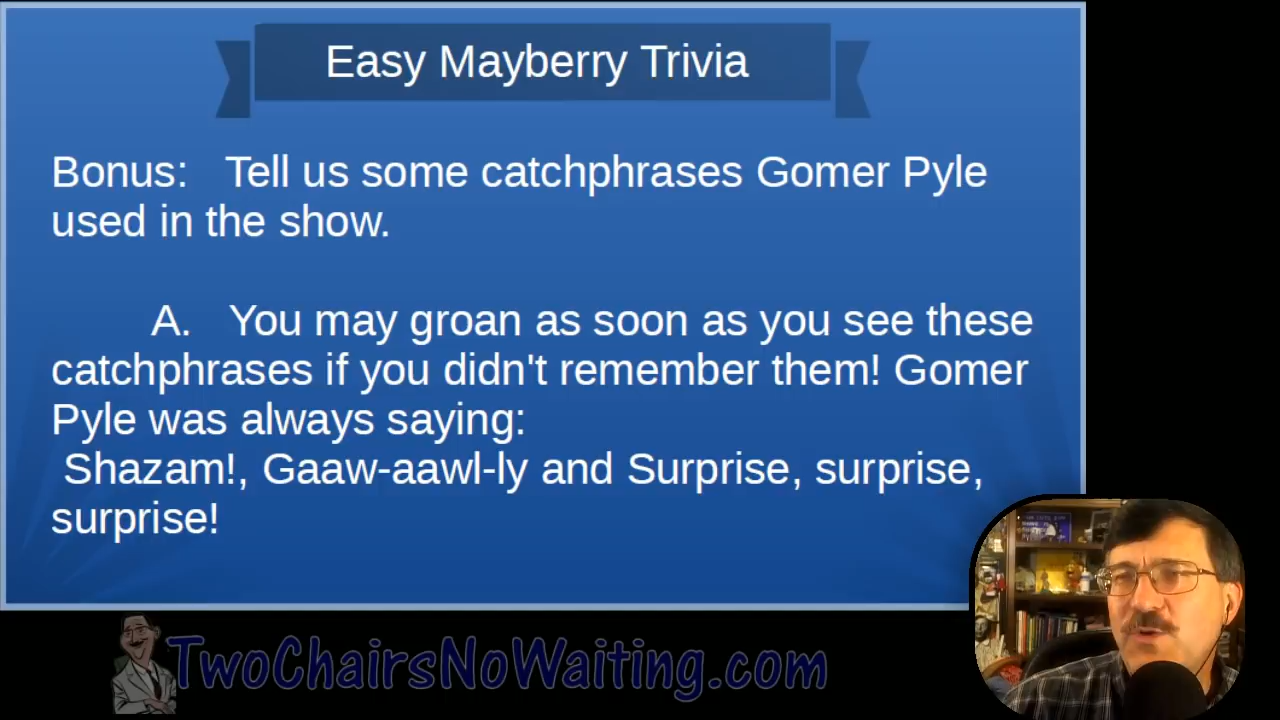 Easy Mayberry Trivia
Bonus: Tell us some catchphrases Gomer Pyle
used in the show.
A. You may groan as soon as you see these
catchphrases if you didn't remember them! Gomer
Pyle was always saying:
Shazam!, Gaaw-aawl-ly and Surprise, surprise,
surprise!
TwoChairsNoWaiting.com